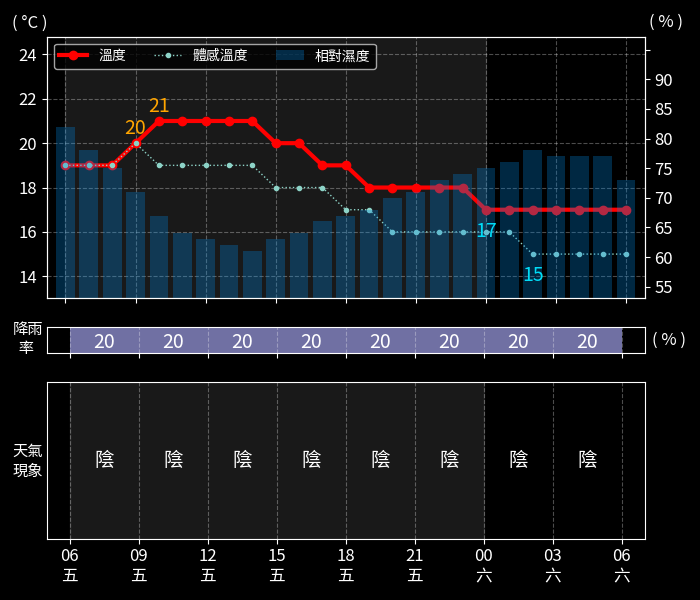 ( °C )
( % )
溫度
體感溫度
相對濕度
24
22
20
18
16
14
90
85
80
75
70
65
60
55
20
21
17
15
降雨
率
20 20 20 20 20 20 20 20
( % )
天氣
現象
陰 陰 陰 陰 陰 陰 陰 陰
06 09 12 15 18 21 00 03 06
五 五 五 五 五 五 六 六 六